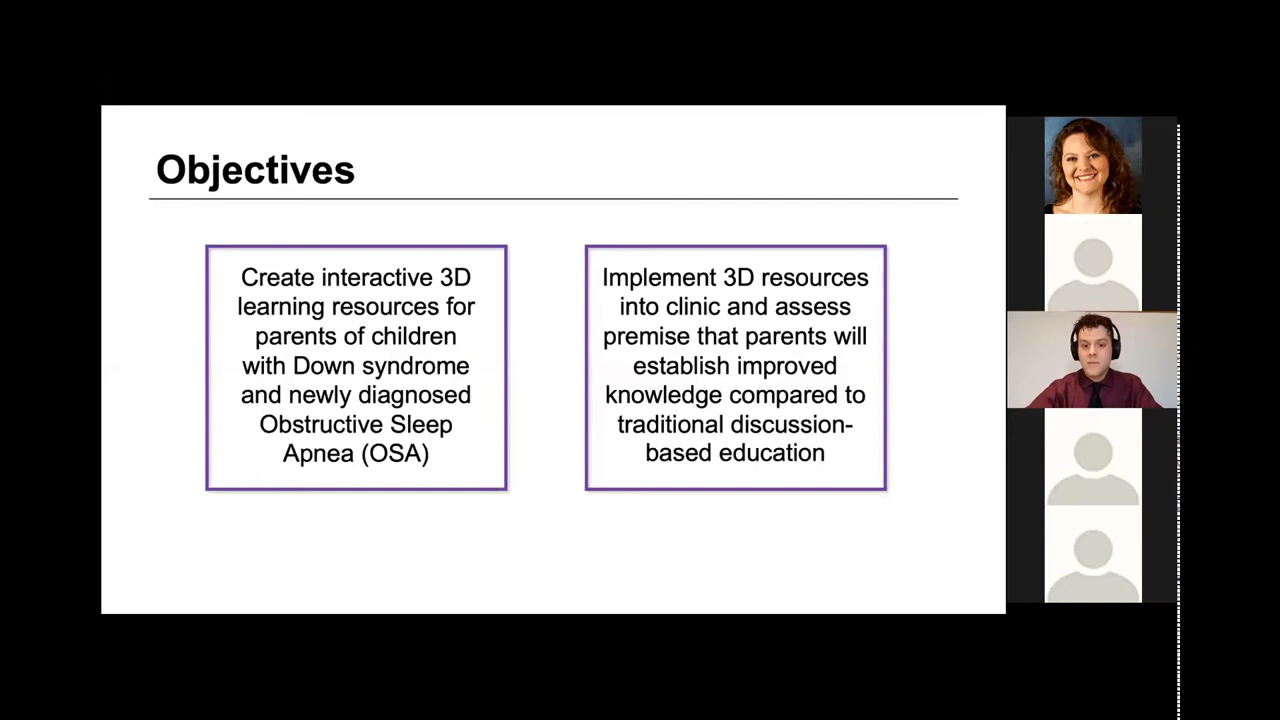 Objectives
Create interactive 3D
learning resources for
parents of children
with Down syndrome
and newly diagnosed
Obstructive Sleep
Apnea (OSA)
Implement 3D resources
into clinic and assess
premise that parents will
establish improved
knowledge compared to
traditional discussion-
based education